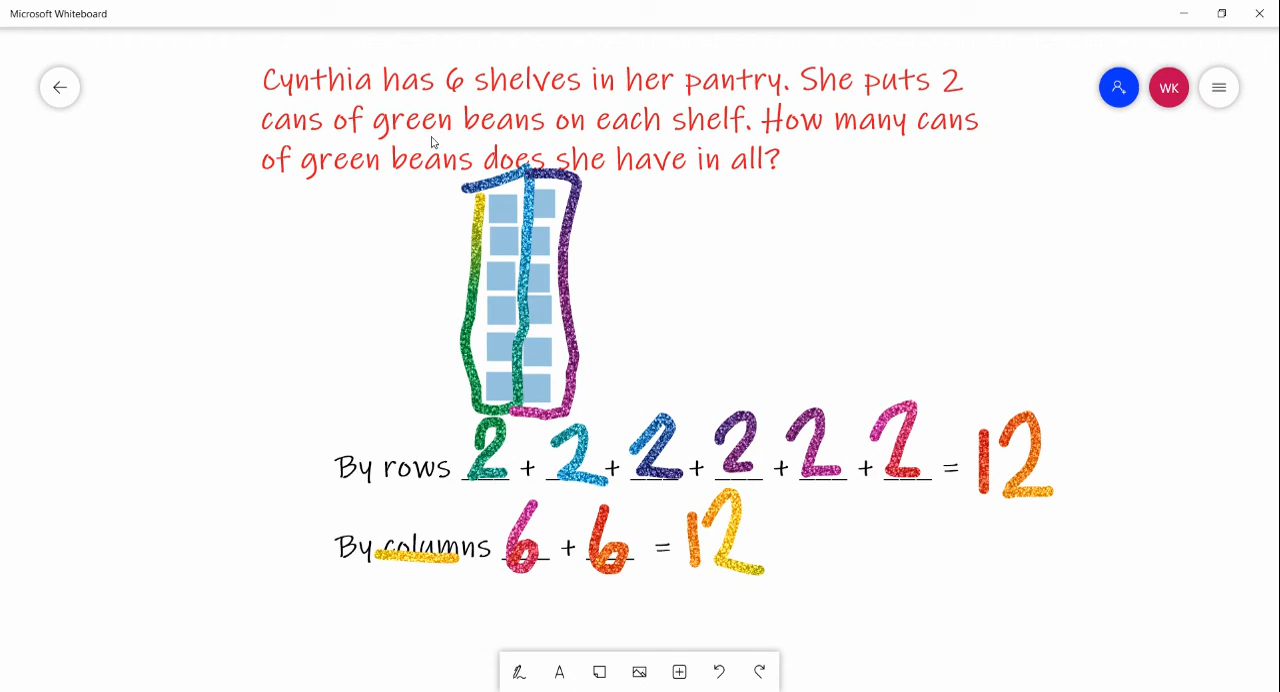 Microsoft Whiteboard
WK
Cynthia has 6 shelves in her pantry. She puts 2
cans of green beans on each shelf. How many cans
of green beans does she have in all?
By rows 2 + 2 + 2 + 2 + 2 + 2 = 12
By columns 6 + 6 = 12
A